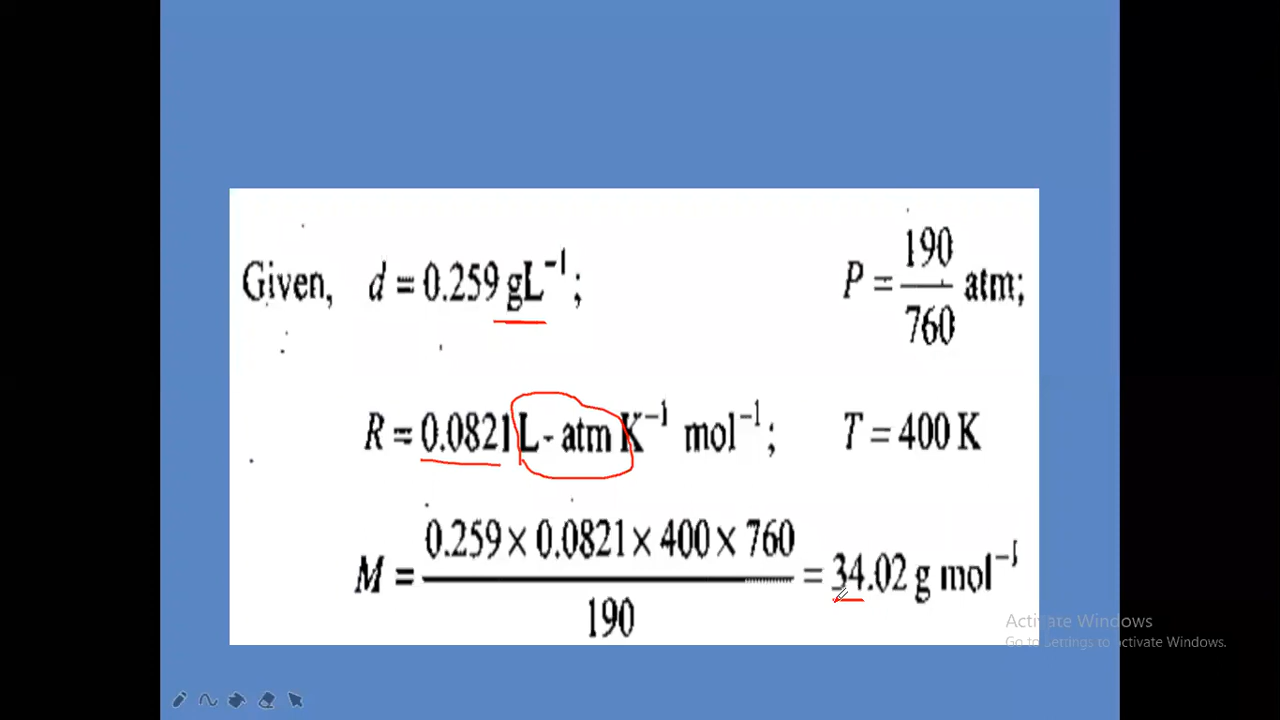 Given, d = 0.259 gL⁻¹; P = 190/760 atm;
R = 0.0821 L - atm K⁻¹ mol⁻¹; T = 400 K
M = 0.259 × 0.0821 × 400 × 760 / 190 = 34.02 g mol⁻¹
Activate Windows
Go to Settings to Activate Windows.